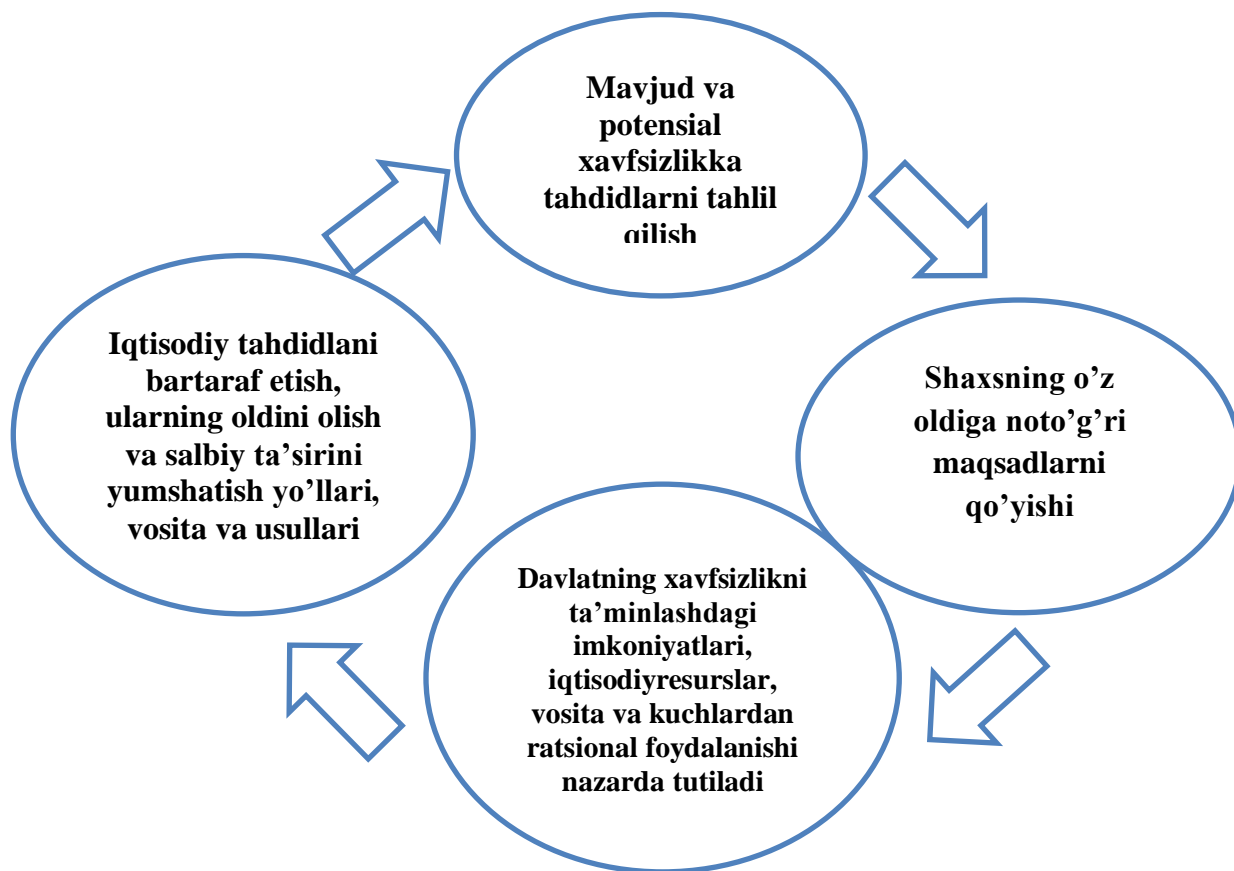 Mavjud va
potensial
xavfsizlikka
tahdidlarni tahlil
qilish
Shaxsning o’z
oldiga noto’g’ri
maqsadlarni
qo’yishi
Davlatning xavfsizlikni
ta’minlashdagi
imkoniyatlari,
iqtisodiyresurslar,
vosita va kuchlardan
ratsional foydalanishi
nazarda tutiladi
Iqtisodiy tahdidlani
bartaraf etish,
ularning oldini olish
va salbiy ta’sirini
yumshatish yo’llari,
vosita va usullari